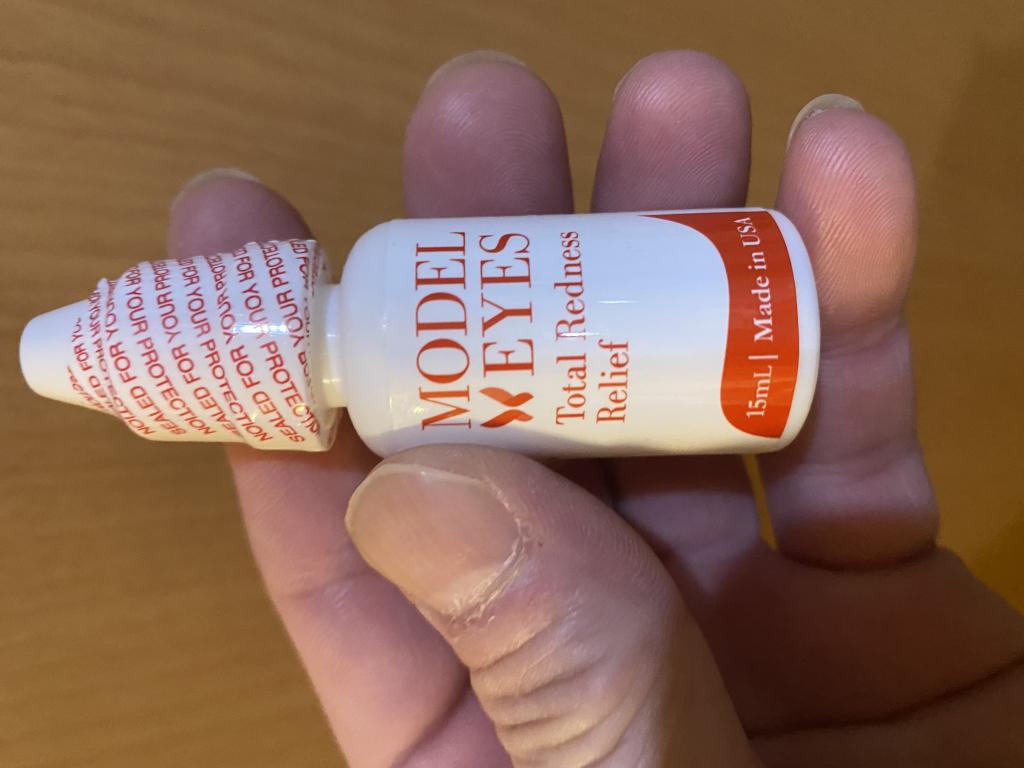 MODEL
EYES
Total Redness
Relief
15mL | Made in USA
SEALED FOR YOUR PROTECTION